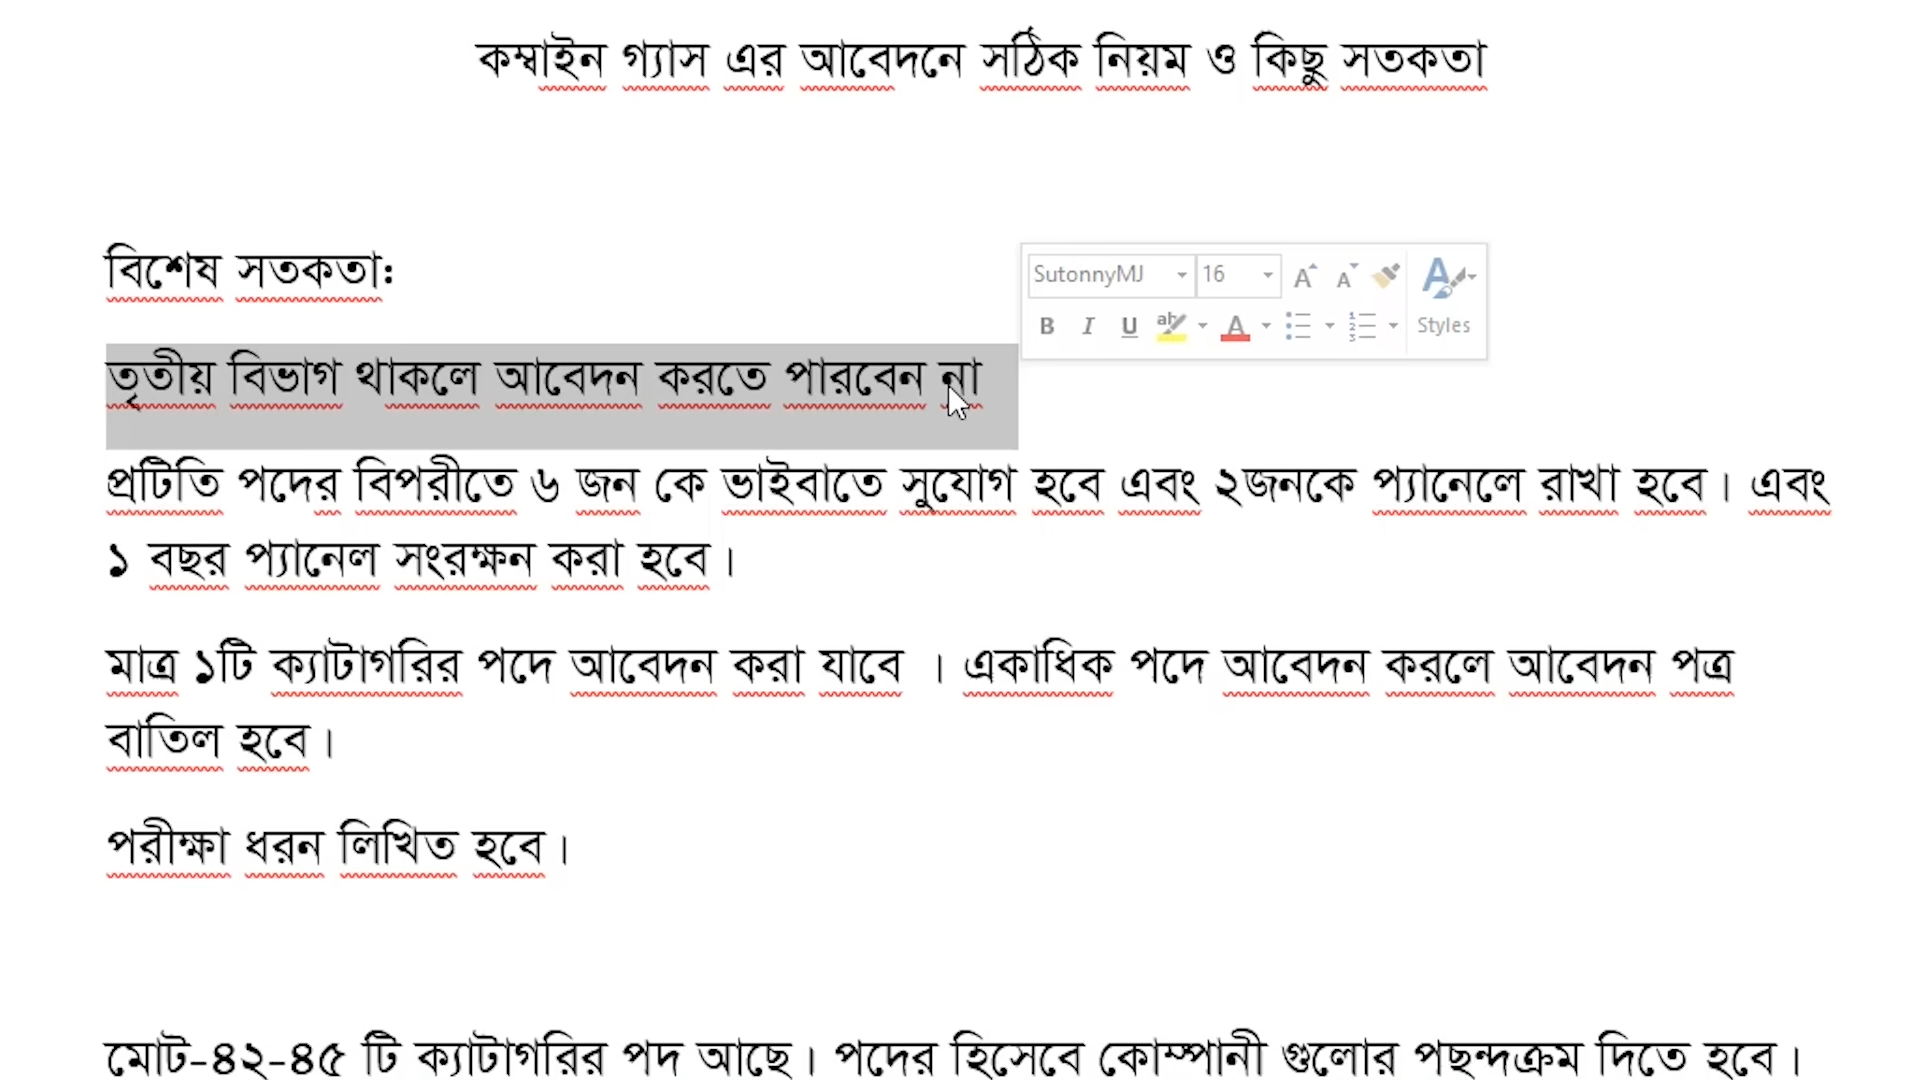 কম্বাইন গ্যাস এর আবেদনে সঠিক নিয়ম ও কিছু সতকতা
বিশেষ সতকতা:
SutonnyMJ 16
B I U Styles
তৃতীয় বিভাগ থাকলে আবেদন করতে পারবেন না
প্রটিতি পদের বিপরীতে ৬ জন কে ভাইবাতে সুযোগ হবে এবং ২জনকে প্যানেলে রাখা হবে। এবং
১ বছর প্যানেল সংরক্ষন করা হবে।
মাত্র ১টি ক্যাটাগরির পদে আবেদন করা যাবে । একাধিক পদে আবেদন করলে আবেদন পত্র
বাতিল হবে।
পরীক্ষা ধরন লিখিত হবে।
মোট-৪২-৪৫ টি ক্যাটাগরির পদ আছে। পদের হিসেবে কোম্পানী গুলোর পছন্দক্রম দিতে হবে।